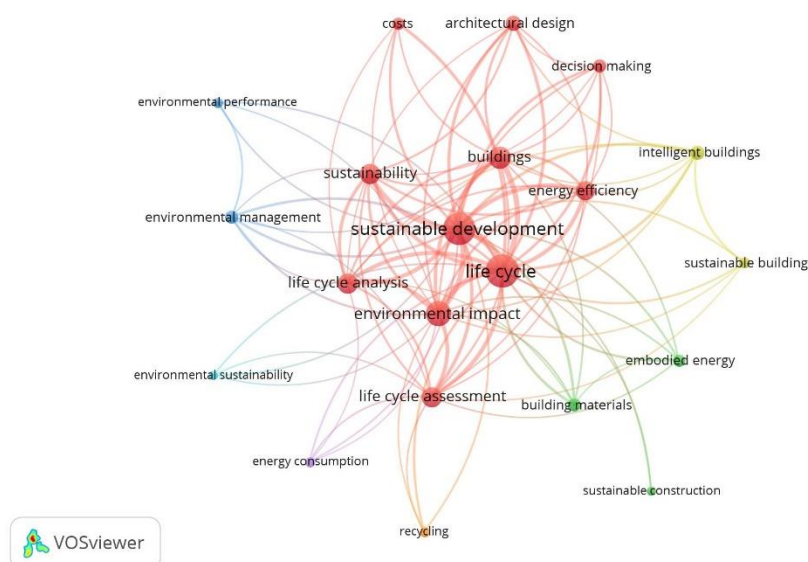 costs
architectural design
decision making
environmental performance
buildings
intelligent buildings
sustainability
energy efficiency
environmental management
sustainable development
sustainable building
life cycle
life cycle analysis
environmental impact
embodied energy
environmental sustainability
life cycle assessment
building materials
energy consumption
sustainable construction
recycling
VOSviewer